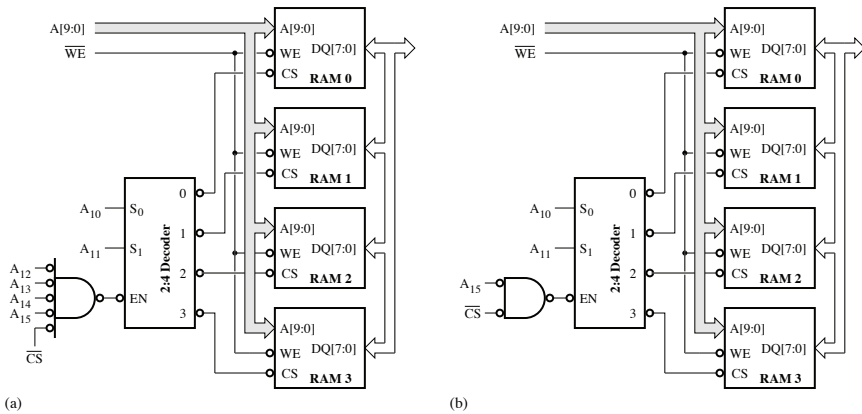 A[9:0]
WE
A[9:0]
DQ[7:0]
WE
CS
RAM 0
A[9:0]
DQ[7:0]
WE
CS
RAM 1
A[9:0]
DQ[7:0]
WE
CS
RAM 2
A[9:0]
DQ[7:0]
WE
CS
RAM 3
A10
S0
A11
S1
2:4 Decoder
0
1
2
3
EN
A12
A13
A14
A15
CS
(a)
A[9:0]
WE
A[9:0]
DQ[7:0]
WE
CS
RAM 0
A[9:0]
DQ[7:0]
WE
CS
RAM 1
A[9:0]
DQ[7:0]
WE
CS
RAM 2
A[9:0]
DQ[7:0]
WE
CS
RAM 3
A10
S0
A11
S1
2:4 Decoder
0
1
2
3
EN
A15
CS
(b)